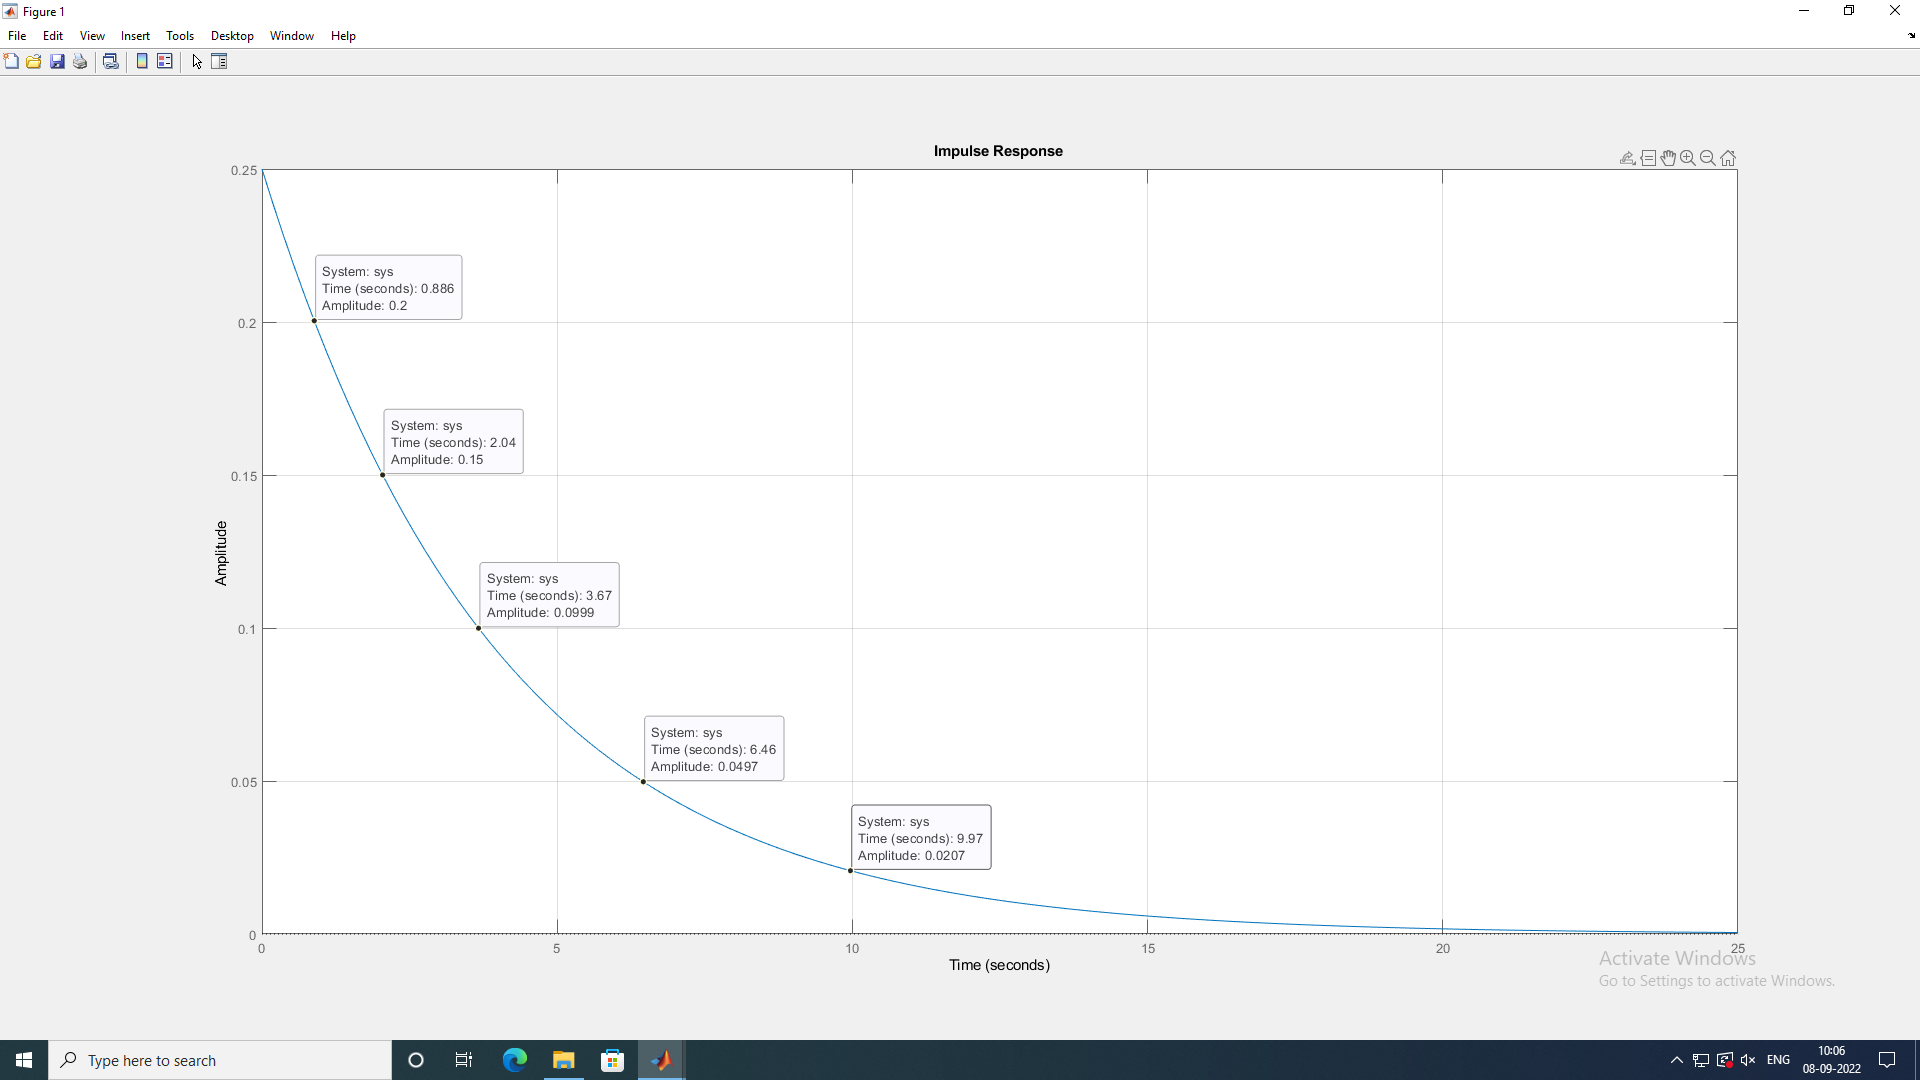 Figure 1
File Edit View Insert Tools Desktop Window Help
Impulse Response
0.25
System: sys
Time (seconds): 0.886
Amplitude: 0.2
0.2
System: sys
Time (seconds): 2.04
Amplitude: 0.15
0.15
Amplitude
System: sys
Time (seconds): 3.67
Amplitude: 0.0999
0.1
System: sys
Time (seconds): 6.46
Amplitude: 0.0497
0.05
System: sys
Time (seconds): 9.97
Amplitude: 0.0207
0
0 5 10 15 20 25
Time (seconds)
Activate Windows
Go to Settings to activate Windows.
Type here to search
ENG
10:06
08-09-2022